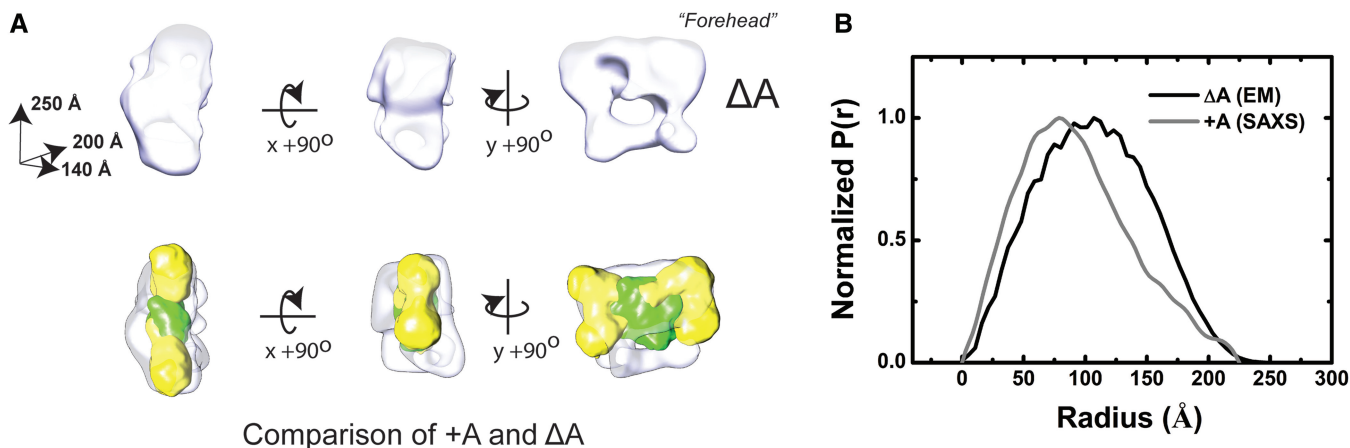 A
"Forehead"
250 Å
200 Å
140 Å
x +90°
y +90°
ΔA
x +90°
y +90°
Comparison of +A and ΔA
B
ΔA (EM)
+A (SAXS)
Normalized P(r)
1.0
0.5
0.0
0 50 100 150 200 250 300
Radius (Å)